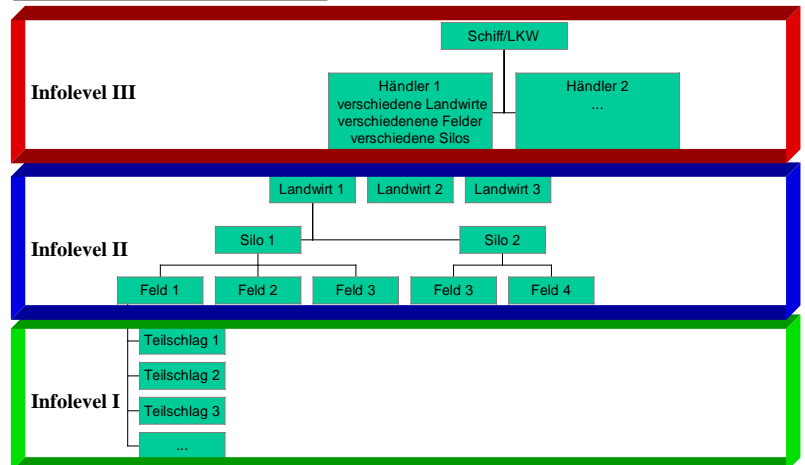 Schiff/LKW
Infolevel III
Händler 1
verschiedene Landwirte
verschiedenene Felder
verschiedene Silos
Händler 2
...
Landwirt 1
Landwirt 2
Landwirt 3
Infolevel II
Silo 1
Silo 2
Feld 1
Feld 2
Feld 3
Feld 3
Feld 4
Infolevel I
Teilschlag 1
Teilschlag 2
Teilschlag 3
...